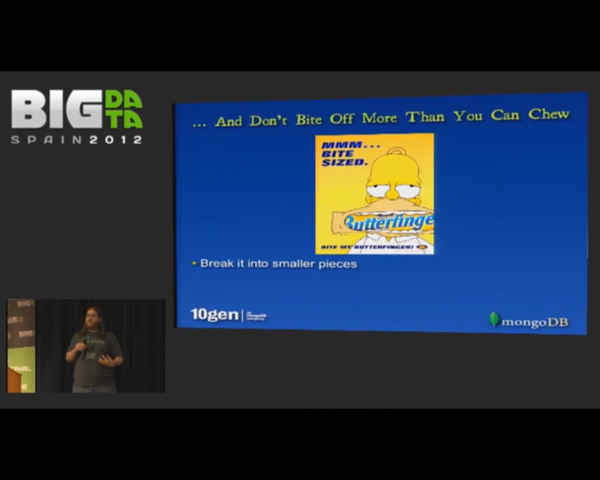 BIG DATA
SPAIN 2012
... And Don't Bite Off More Than You Can Chew
MMM...
BITE
SIZED.
Butterfinge
BITE MY BUTTERFINGER!
• Break it into smaller pieces
10gen
mongoDB